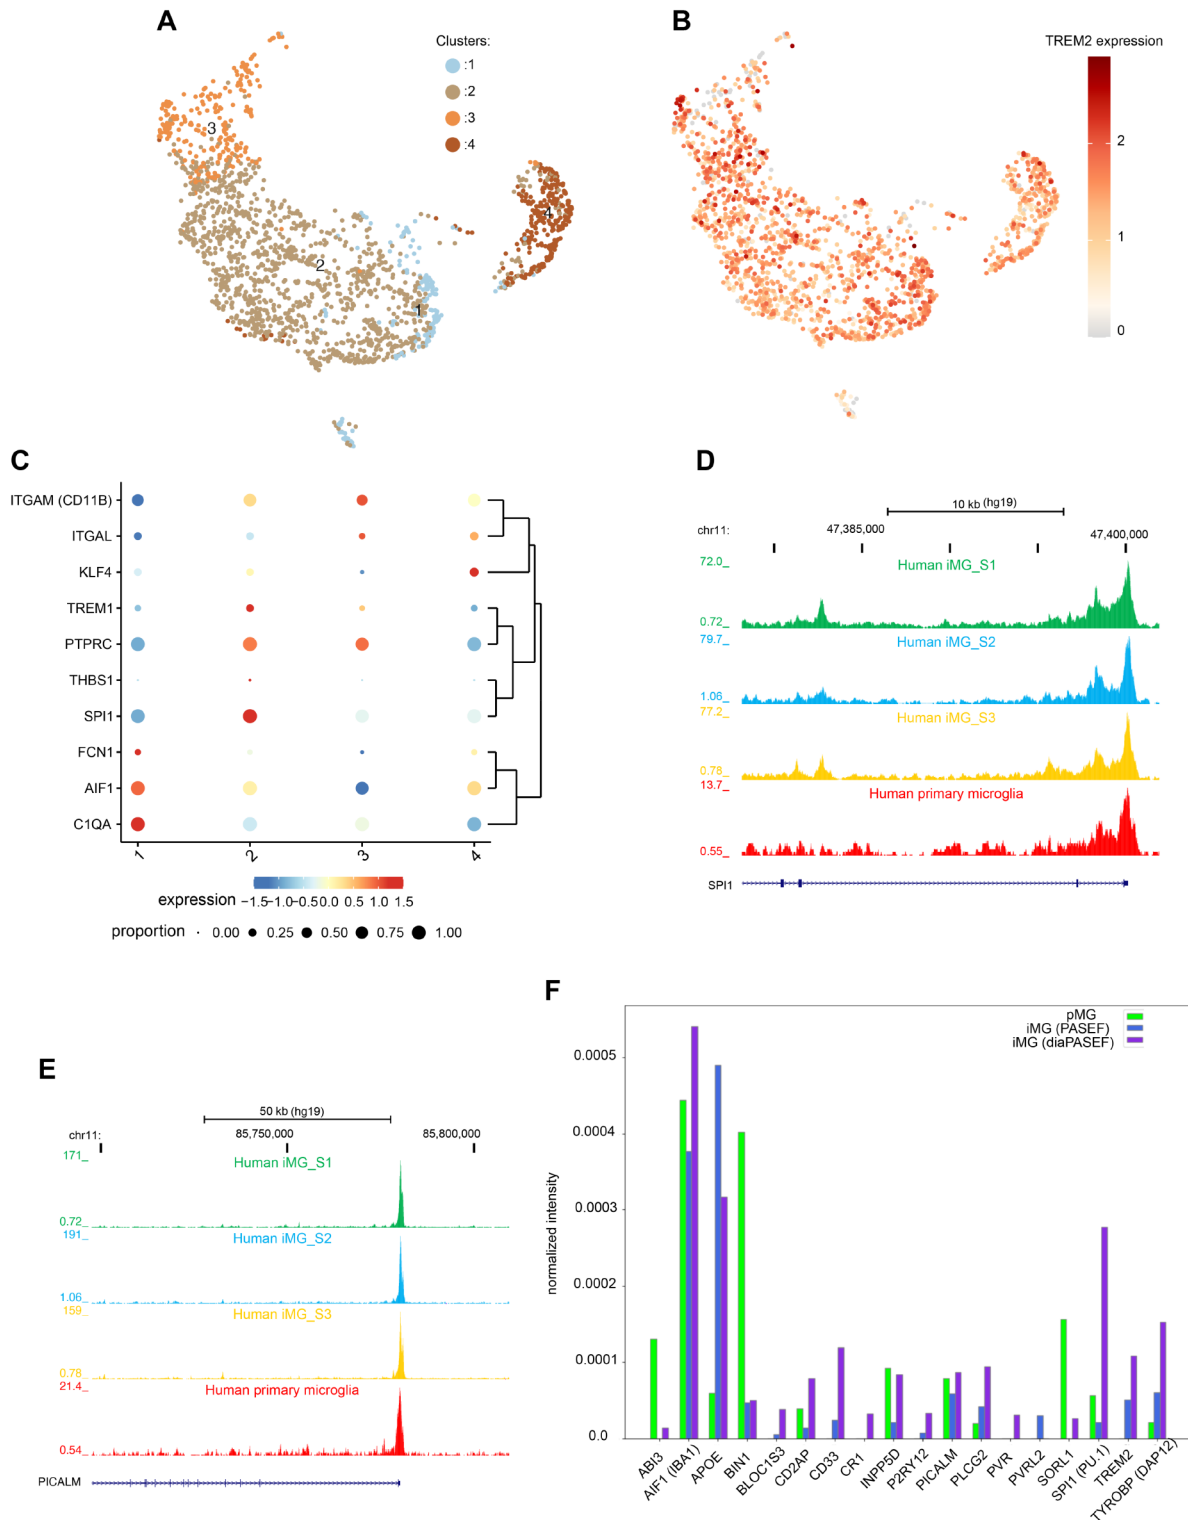 A
Clusters:
:1
:2
:3
:4
3
2
1
4
B
TREM2 expression
2
1
0
C
ITGAM (CD11B)
ITGAL
KLF4
TREM1
PTPRC
THBS1
SPI1
FCN1
AIF1
C1QA
1 2 3 4
expression -1.5 -1.0 -0.5 0.0 0.5 1.0 1.5
proportion 0.00 0.25 0.50 0.75 1.00
D
10 kb (hg19)
chr11: 47,385,000 47,400,000
72.0_ Human iMG_S1
0.72_
79.7_ Human iMG_S2
1.06_
77.2_ Human iMG_S3
0.78_
13.7_ Human primary microglia
0.55_
SPI1
E
50 kb (hg19)
chr11: 85,750,000 85,800,000
171_ Human iMG_S1
0.72_
191_ Human iMG_S2
1.06_
159_ Human iMG_S3
0.78_
21.4_ Human primary microglia
0.54_
PICALM
F
pMG
iMG (PASEF)
iMG (diaPASEF)
normalized intensity
0.0005
0.0004
0.0003
0.0002
0.0001
0.0
ABI3
AIF1 (IBA1)
APOE
BIN1
BLOC1S3
CD2AP
CD33
CR1
INPP5D
P2RY12
PICALM
PLCG2
PVR
PVRL2
SORL1
SPI1 (PU.1)
TREM2
TYROBP (DAP12)